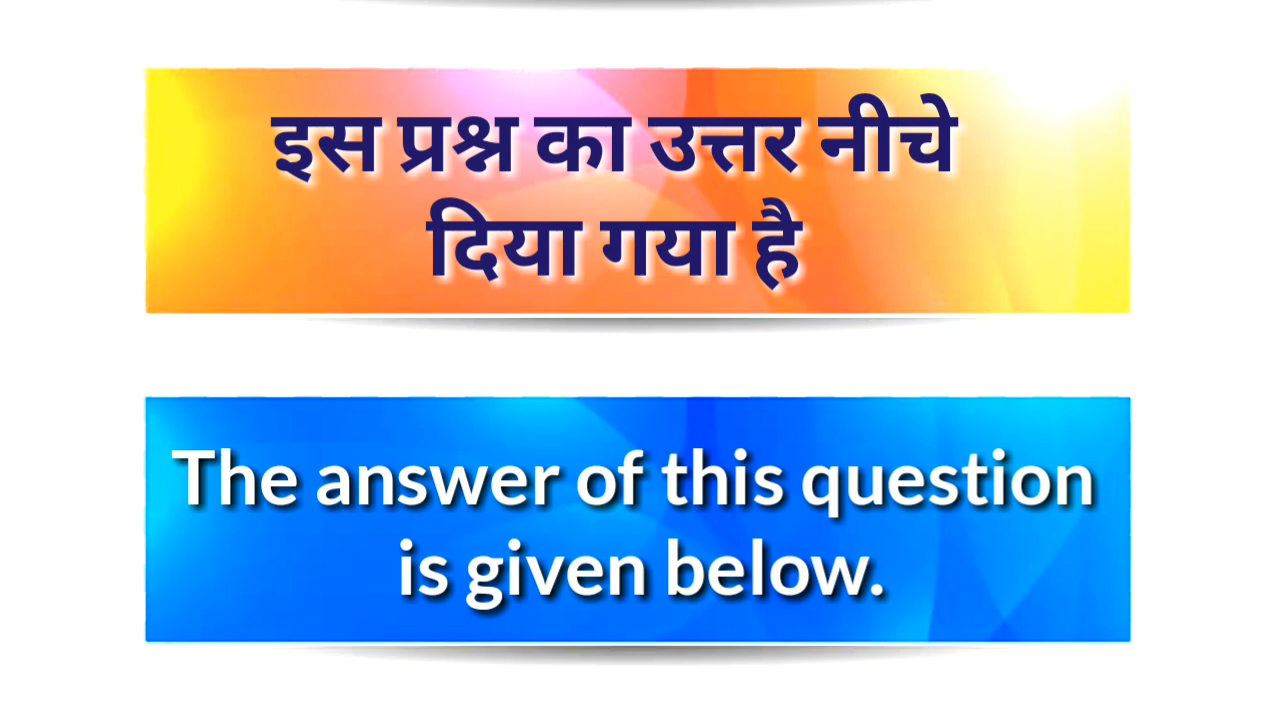 इस प्रश्न का उत्तर नीचे
दिया गया है
The answer of this question
is given below.